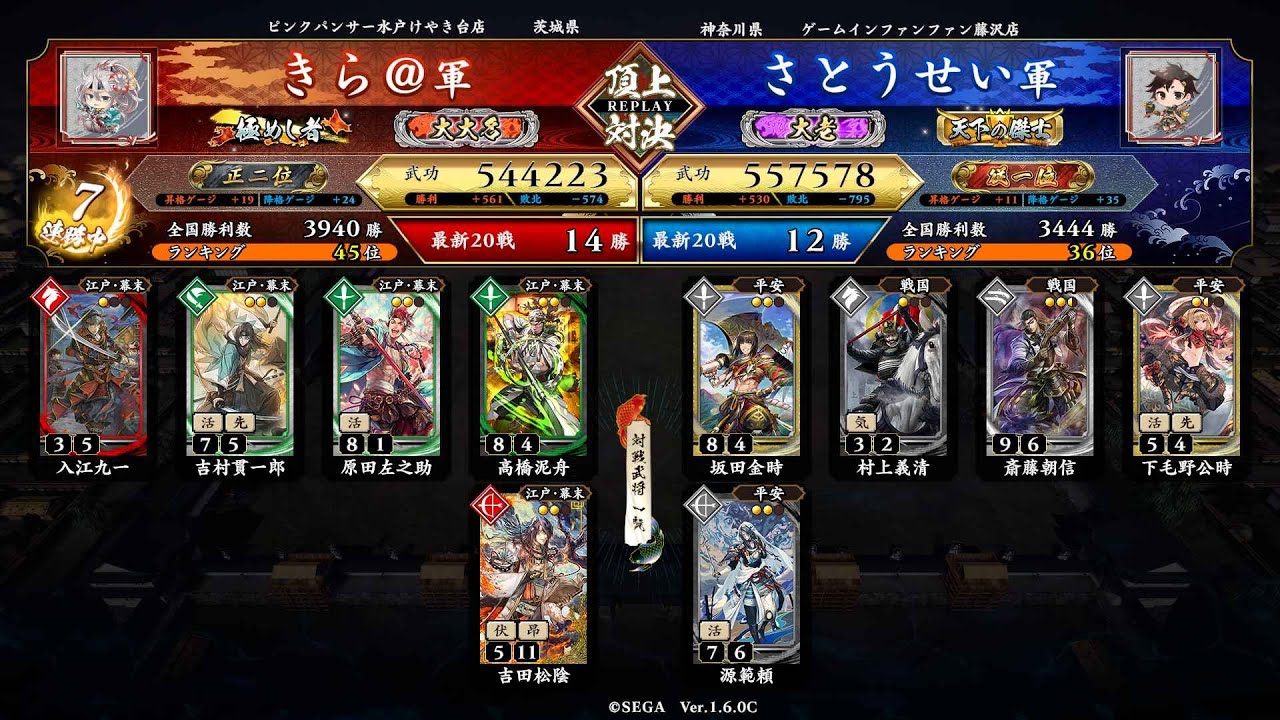 ピンクパンサー水戸けやき台店 茨城県 神奈川県 ゲームインファンファン藤沢店
きら@軍 頂上 さとうせい軍
REPLAY
極めし者 大大名 対決 大老 天下の傑士
正二位 武功 544223 武功 557578 従一位
昇格ゲージ +19 降格ゲージ +24 勝利 +561 敗北 -574 勝利 +530 敗北 -795 昇格ゲージ +11 降格ゲージ +35
7
連勝中
全国勝利数 3940 勝 最新20戦 14 勝 最新20戦 12 勝 全国勝利数 3444 勝
ランキング 45位 ランキング 36位
江戸・幕末 江戸・幕末 江戸・幕末 江戸・幕末 平安 戦国 戦国 平安
活 先 活 気 活 先
3 5 7 5 8 1 8 4 8 4 3 2 9 6 5 4
入江九一 吉村貫一郎 原田左之助 高橋泥舟 坂田金時 村上義清 斎藤朝信 下毛野公時
対戦武将一覧
江戸・幕末 平安
伏 昂 活
5 11 7 6
吉田松陰 源範頼
©SEGA Ver.1.6.0C